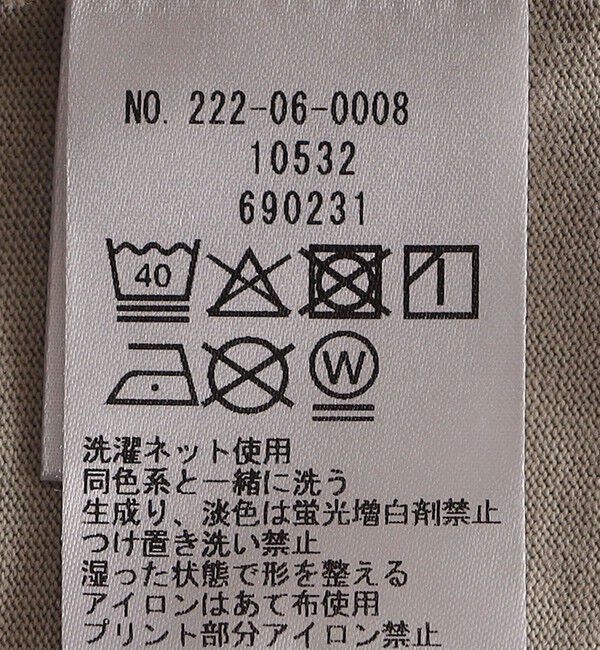 NO. 222-06-0008
10532
690231
40
W
洗濯ネット使用
同色系と一緒に洗う
生成り、淡色は蛍光増白剤禁止
つけ置き洗い禁止
湿った状態で形を整える
アイロンはあて布使用
プリント部分アイロン禁止